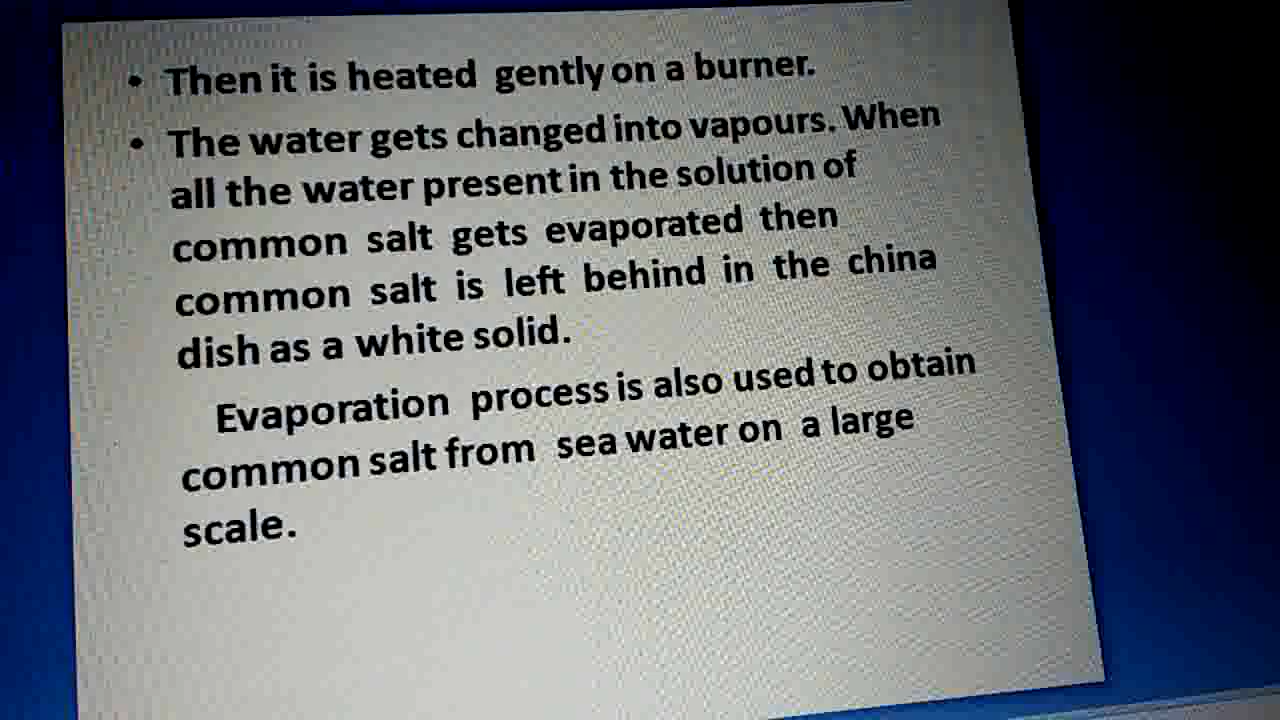 • Then it is heated gently on a burner.
• The water gets changed into vapours. When
all the water present in the solution of
common salt gets evaporated then
common salt is left behind in the china
dish as a white solid.
Evaporation process is also used to obtain
common salt from sea water on a large
scale.